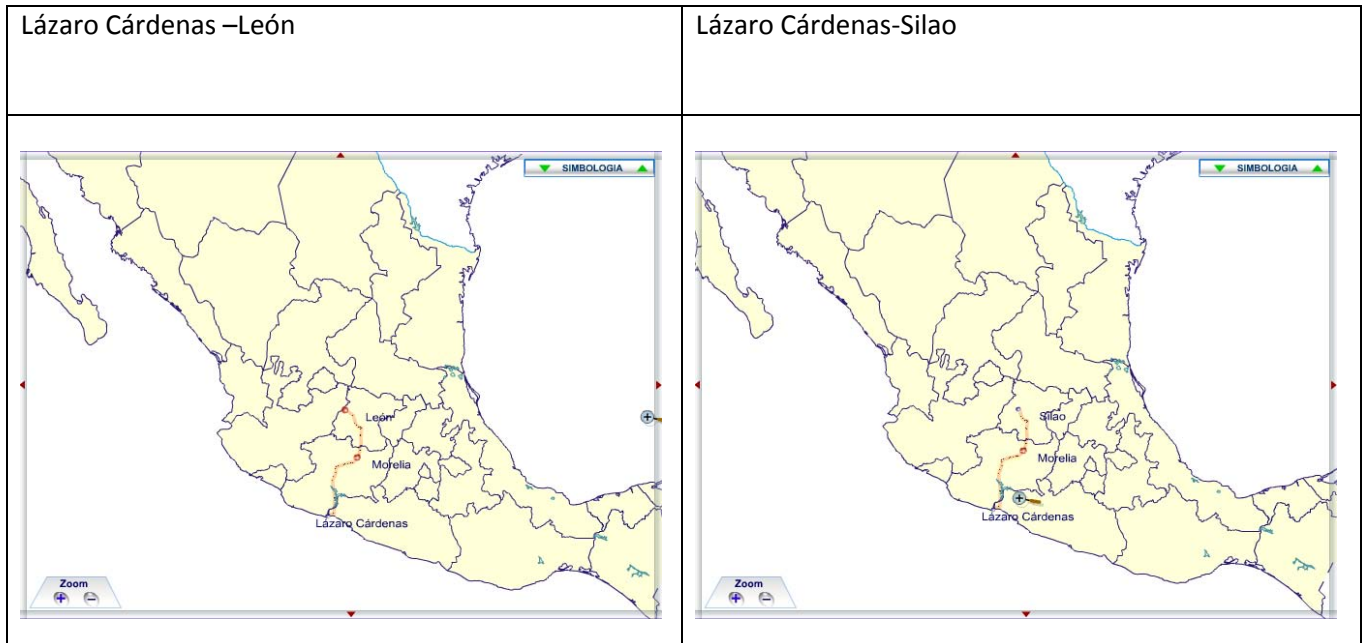 Lázaro Cárdenas –León
Lázaro Cárdenas-Silao
SIMBOLOGIA
León
Morelia
Lázaro Cárdenas
Zoom
SIMBOLOGIA
Silao
Morelia
Lázaro Cárdenas
Zoom